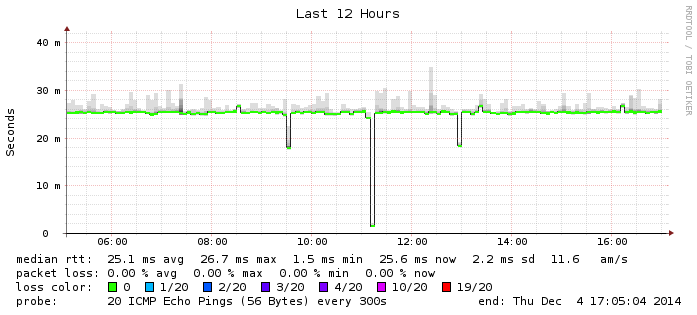 Last 12 Hours
RRDTOOL / TOBI OETIKER
Seconds
40 m
30 m
20 m
10 m
0
06:00 08:00 10:00 12:00 14:00 16:00
median rtt: 25.1 ms avg 26.7 ms max 1.5 ms min 25.6 ms now 2.2 ms sd 11.6 am/s
packet loss: 0.00 % avg 0.00 % max 0.00 % min 0.00 % now
loss color: 0 1/20 2/20 3/20 4/20 10/20 19/20
probe: 20 ICMP Echo Pings (56 Bytes) every 300s end: Thu Dec 4 17:05:04 2014